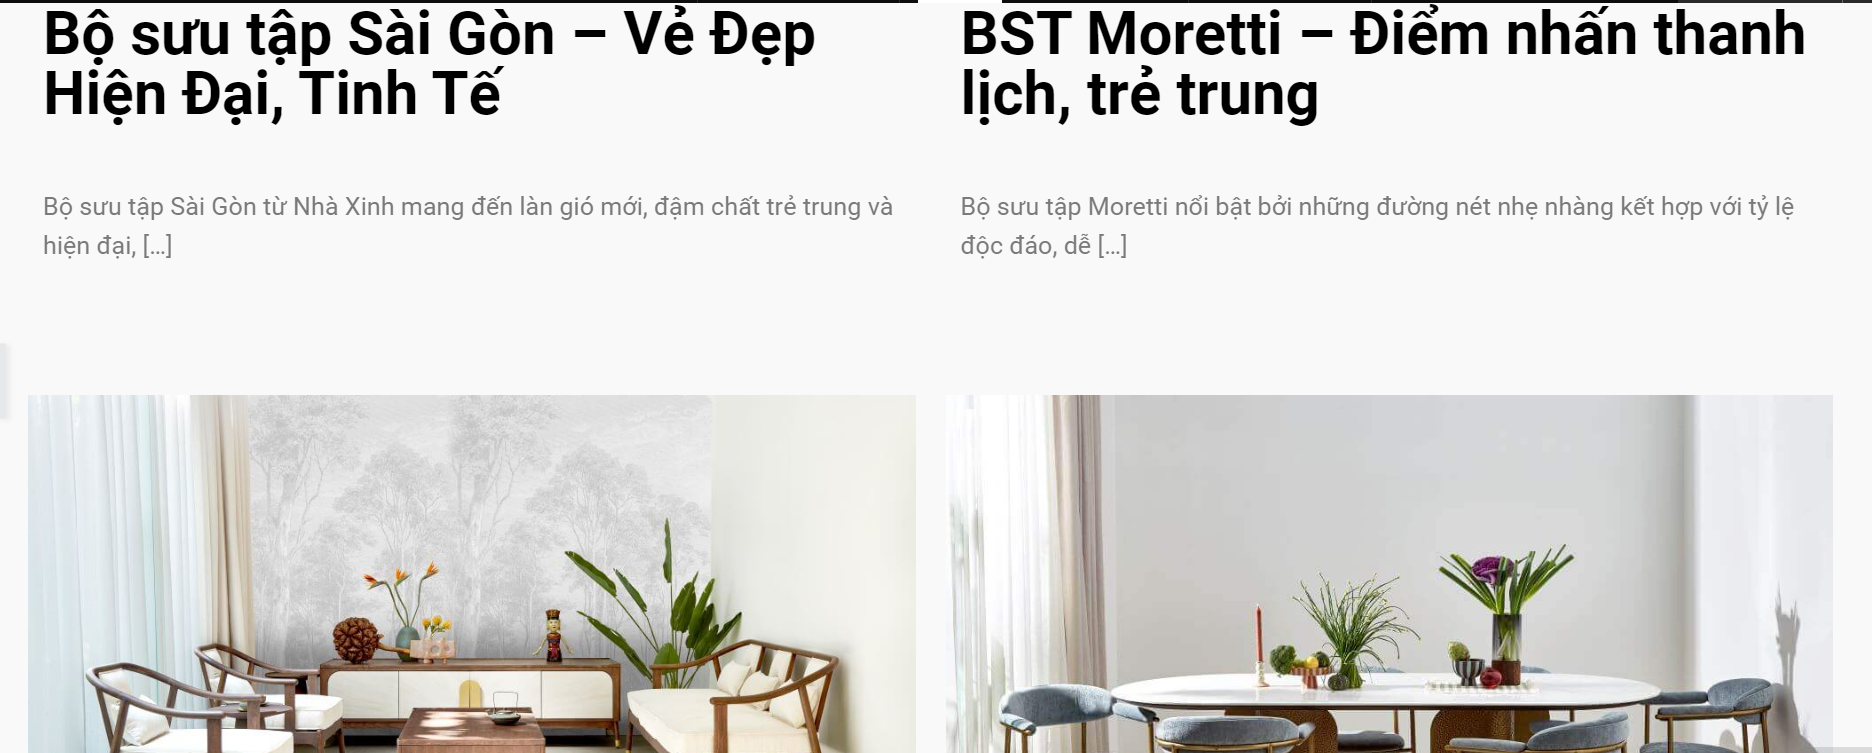 Bộ sưu tập Sài Gòn – Vẻ Đẹp
Hiện Đại, Tinh Tế
Bộ sưu tập Sài Gòn từ Nhà Xinh mang đến làn gió mới, đậm chất trẻ trung và
hiện đại, [...]
BST Moretti – Điểm nhấn thanh
lịch, trẻ trung
Bộ sưu tập Moretti nổi bật bởi những đường nét nhẹ nhàng kết hợp với tỷ lệ
độc đáo, dễ [...]